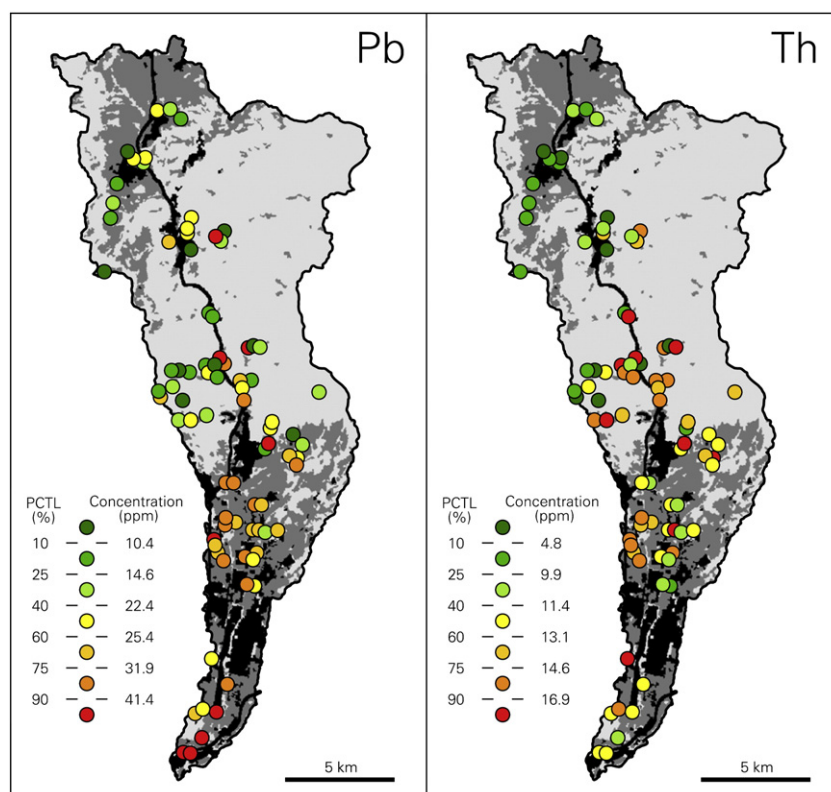 Pb
PCTL Concentration
(%) (ppm)
10 — — 10.4
25 — — 14.6
40 — — 22.4
60 — — 25.4
75 — — 31.9
90 — — 41.4
5 km
Th
PCTL Concentration
(%) (ppm)
10 — — 4.8
25 — — 9.9
40 — — 11.4
60 — — 13.1
75 — — 14.6
90 — — 16.9
5 km